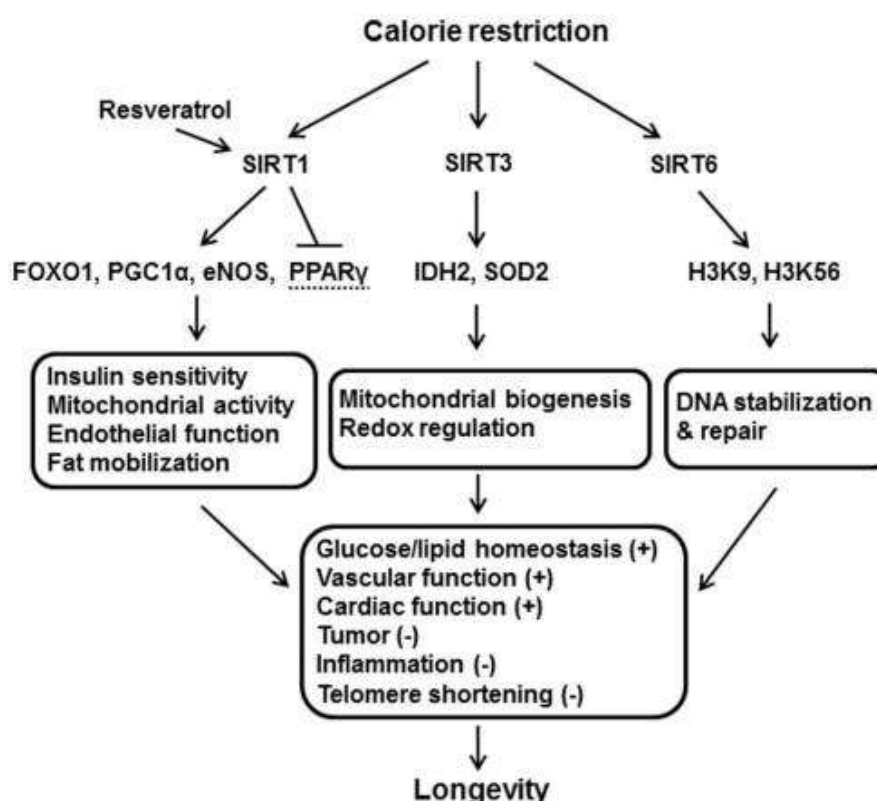 Calorie restriction
Resveratrol
SIRT1
SIRT3
SIRT6
FOXO1, PGC1α, eNOS, PPARγ
IDH2, SOD2
H3K9, H3K56
Insulin sensitivity
Mitochondrial activity
Endothelial function
Fat mobilization
Mitochondrial biogenesis
Redox regulation
DNA stabilization
& repair
Glucose/lipid homeostasis (+)
Vascular function (+)
Cardiac function (+)
Tumor (-)
Inflammation (-)
Telomere shortening (-)
Longevity